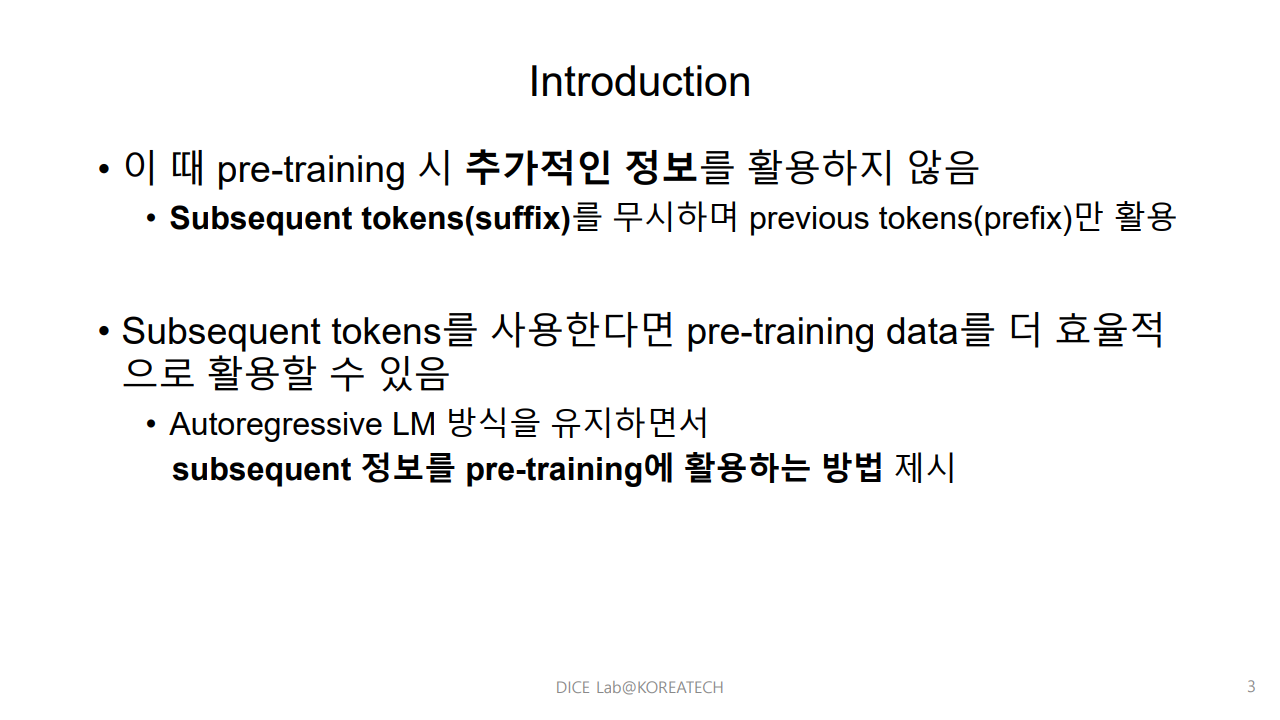 Introduction
• 이 때 pre-training 시 추가적인 정보를 활용하지 않음
• Subsequent tokens(suffix)를 무시하며 previous tokens(prefix)만 활용
• Subsequent tokens를 사용한다면 pre-training data를 더 효율적
으로 활용할 수 있음
• Autoregressive LM 방식을 유지하면서
subsequent 정보를 pre-training에 활용하는 방법 제시
DICE Lab@KOREATECH
3